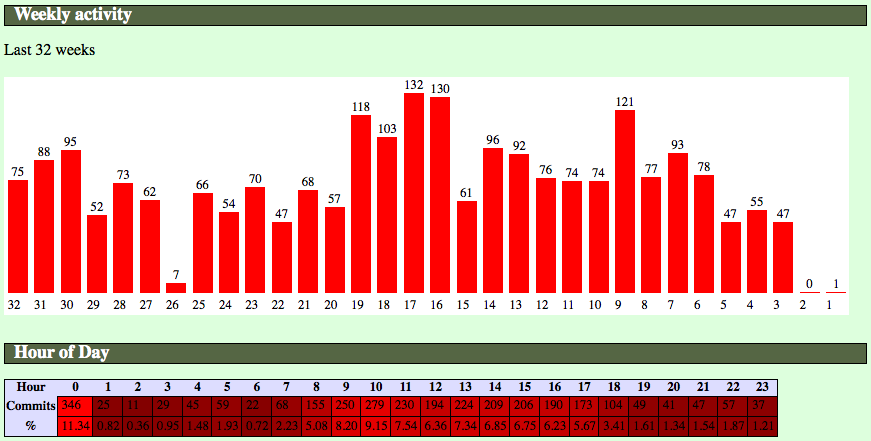 Weekly activity
Last 32 weeks
75 88 95 52 73 62 7 66 54 70 47 68 57 118 103 132 130 61 96 92 76 74 74 121 77 93 78 47 55 47 0 1
32 31 30 29 28 27 26 25 24 23 22 21 20 19 18 17 16 15 14 13 12 11 10 9 8 7 6 5 4 3 2 1
Hour of Day
Hour 0 1 2 3 4 5 6 7 8 9 10 11 12 13 14 15 16 17 18 19 20 21 22 23
Commits 346 25 11 29 45 59 22 68 155 250 279 230 194 224 209 206 190 173 104 49 41 47 57 37
% 11.34 0.82 0.36 0.95 1.48 1.93 0.72 2.23 5.08 8.20 9.15 7.54 6.36 7.34 6.85 6.75 6.23 5.67 3.41 1.61 1.34 1.54 1.87 1.21